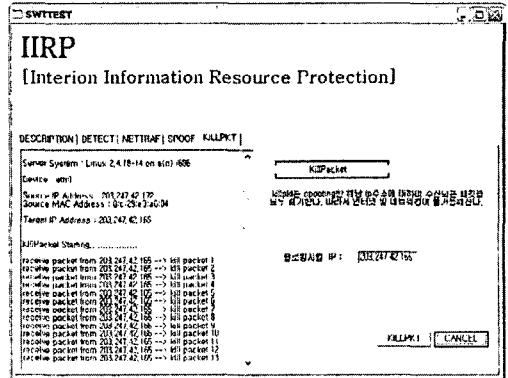 SWTTEST
IIRP
[Interion Information Resource Protection]
DESCRIPTION | DETECT | NETTRAF | SPOOF KILLPKT |
Server System : Linux 2,4,18-14 on a(n) i686
Device eth1
Source IP Address : 203,247,42,172
Source MAC Address :
Target IP Address : 203,247,42,165
KillPacket Starting
receive packet from 203,247,42,165 --> kill packet 1
receive packet from 203,247,42,165 --> kill packet 2
receive packet from 203,247,42,165 --> kill packet 3
receive packet from 203,247,42,165 --> kill packet 4
receive packet from 203,247,42,165 --> kill packet 5
receive packet from 203,247,42,165 --> kill packet 6
receive packet from 203,247,42,165 --> kill packet 7
receive packet from 203,247,42,165 --> kill packet 8
receive packet from 203,247,42,165 --> kill packet 9
receive packet from 203,247,42,165 --> kill packet 10
receive packet from 203,247,42,165 --> kill packet 11
receive packet from 203,247,42,165 --> kill packet 12
receive packet from 203,247,42,165 --> kill packet 13
KillPacket
IP : 203,247,42,165
KILLPKT CANCEL